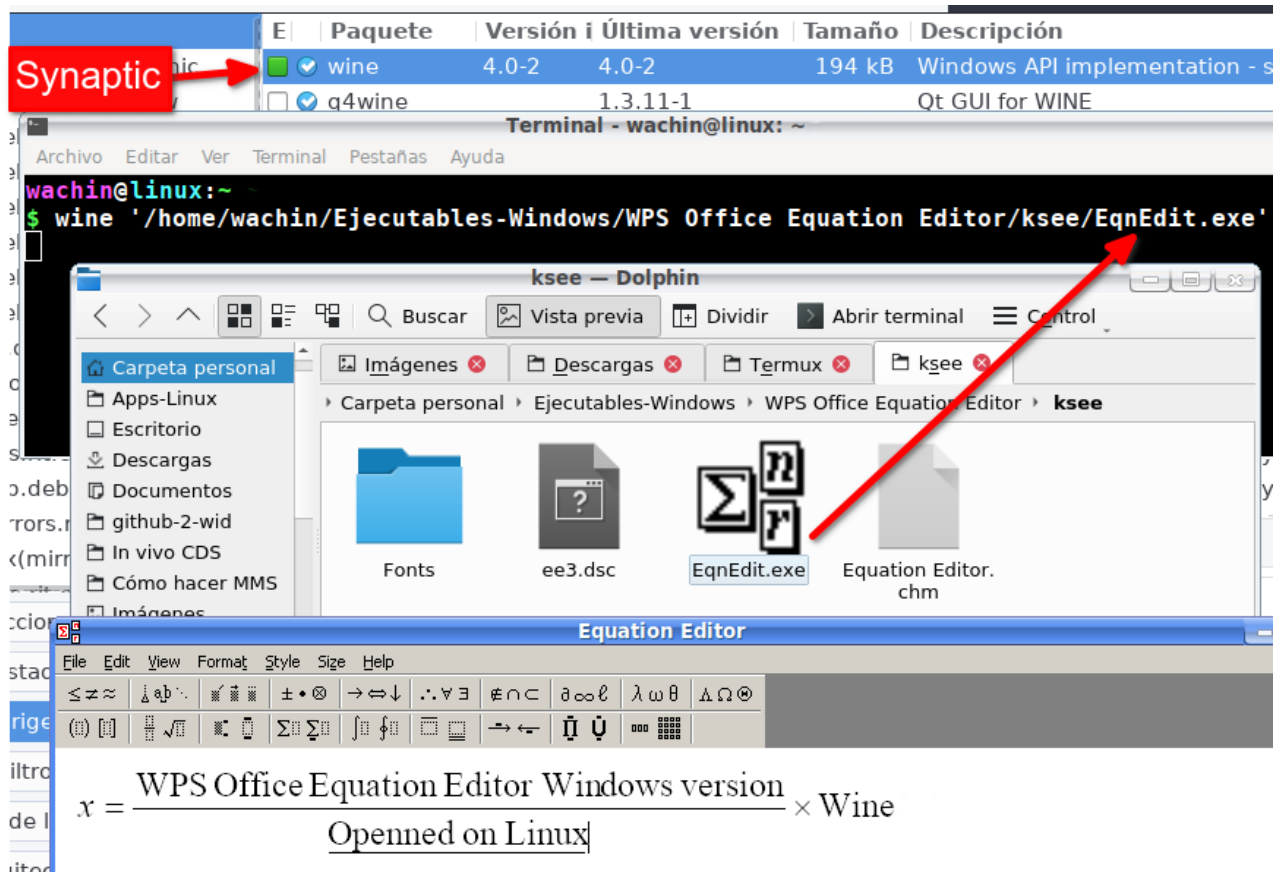 E Paquete Versión i Última versión Tamaño Descripción
Synaptic
wine 4.0-2 4.0-2 194 kB Windows API implementation - s
q4wine 1.3.11-1 Qt GUI for WINE
Terminal - wachin@linux: ~
Archivo Editar Ver Terminal Pestañas Ayuda
wachin@linux:~
$ wine '/home/wachin/Ejecutables-Windows/WPS Office Equation Editor/ksee/EqnEdit.exe'
ksee — Dolphin
Buscar Vista previa Dividir Abrir terminal Control
Imágenes Descargas Termux ksee
Carpeta personal Ejecutables-Windows WPS Office Equation Editor ksee
Carpeta personal
Apps-Linux
Escritorio
Descargas
Documentos
github-2-wid
In vivo CDS
Cómo hacer MMS
Imágenes
Fonts ee3.dsc EqnEdit.exe Equation Editor.
chm
Equation Editor
File Edit View Format Style Size Help
≤≠≈ ±•⊗ →⇔↓ ∴∀∃ ∉∩⊂ ∂∞ℓ λωθ ΛΩ⊛
x = WPS Office Equation Editor Windows version × Wine
Openned on Linux